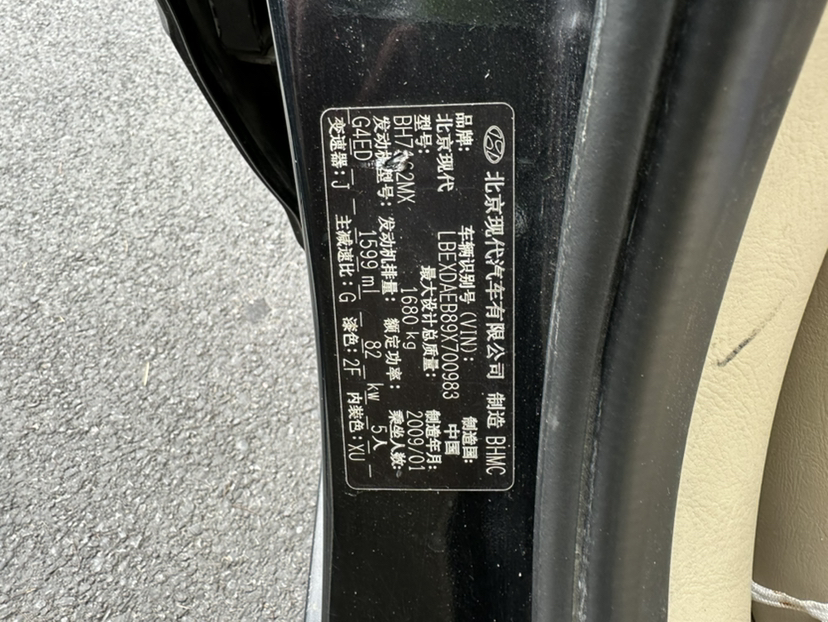 北京现代汽车有限公司 制造 BHMC
品牌: 车辆识别号(VIN): 制造国:
北京现代 LBEXDAEB89X700983 中国
型号: 最大设计总质量: 制造年月:
1680 kg 2009/01
发动机型号: 发动机排量: 额定功率: 乘坐人数:
G4ED 1599 ml 82 kw 5人
变速器:J 主减速比:G 漆色:2F 内装色:XU